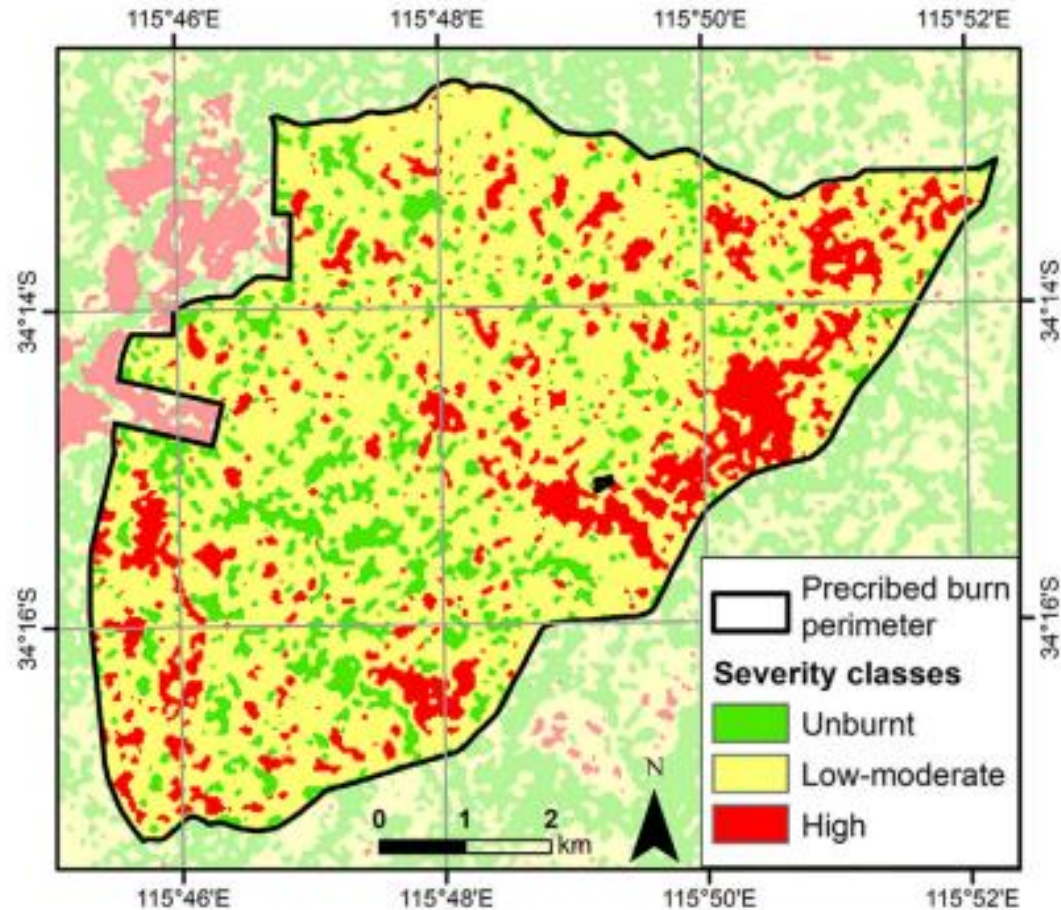 115°46'E 115°48'E 115°50'E 115°52'E
34°14'S 34°14'S
34°16'S 34°16'S
Precribed burn
perimeter
Severity classes
Unburnt
Low-moderate
High
N
0 1 2
km
115°46'E 115°48'E 115°50'E 115°52'E